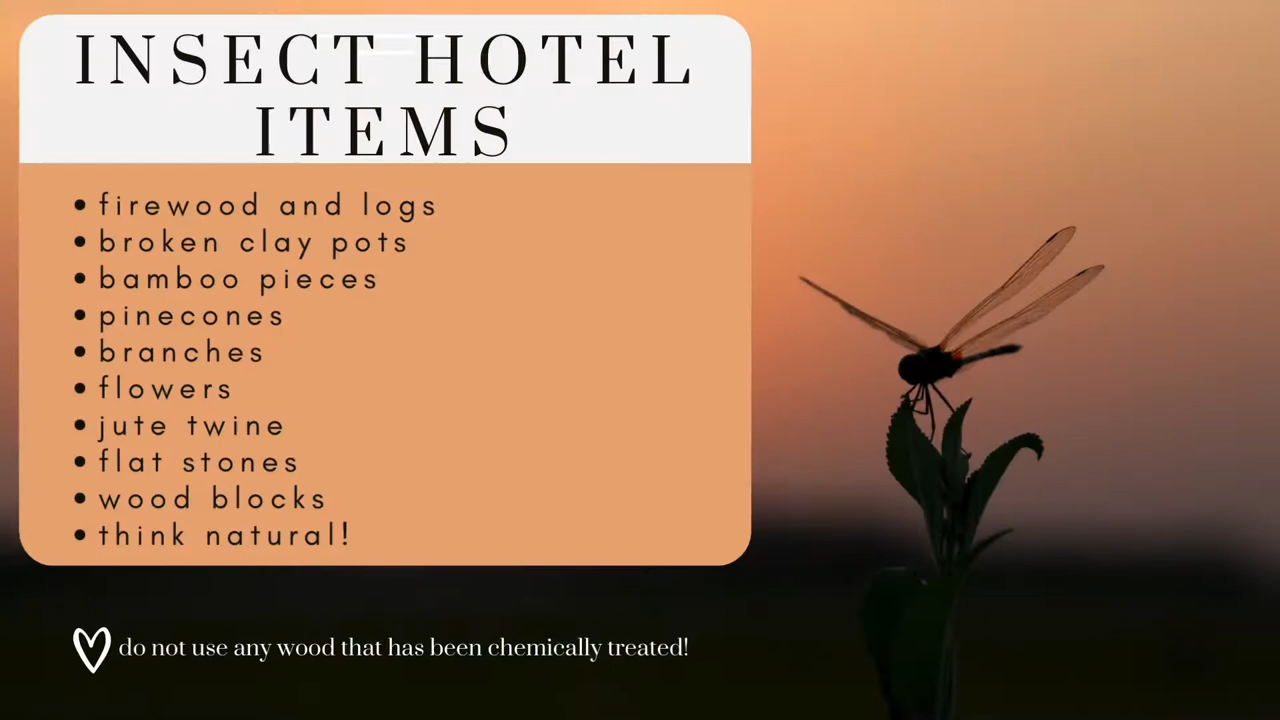 INSECT HOTEL
ITEMS
• firewood and logs
• broken clay pots
• bamboo pieces
• pinecones
• branches
• flowers
• jute twine
• flat stones
• wood blocks
• think natural!
do not use any wood that has been chemically treated!